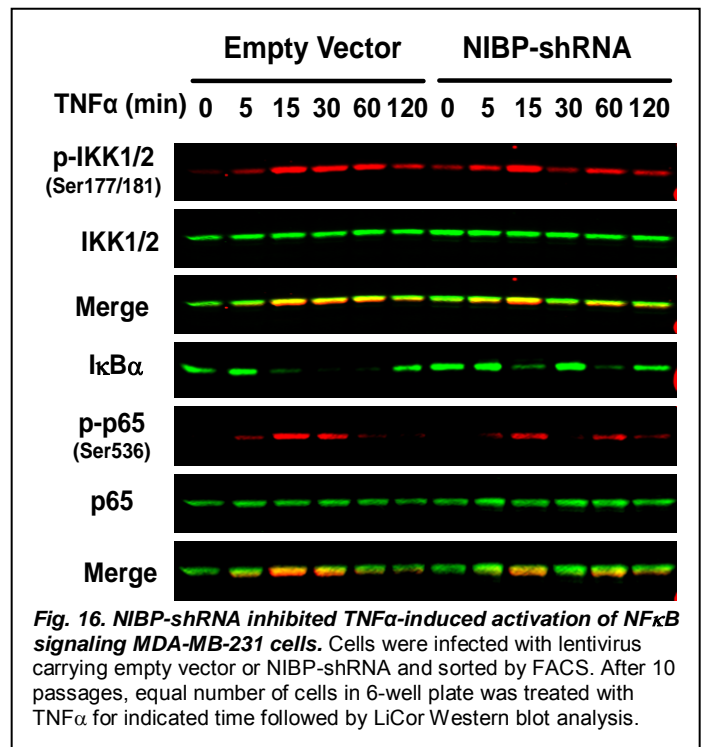 Empty Vector NIBP-shRNA
TNFα (min) 0 5 15 30 60 120 0 5 15 30 60 120
p-IKK1/2
(Ser177/181)
IKK1/2
Merge
IκBα
p-p65
(Ser536)
p65
Merge
Fig. 16. NIBP-shRNA inhibited TNFα-induced activation of NFκB
signaling MDA-MB-231 cells. Cells were infected with lentivirus
carrying empty vector or NIBP-shRNA and sorted by FACS. After 10
passages, equal number of cells in 6-well plate was treated with
TNFα for indicated time followed by LiCor Western blot analysis.